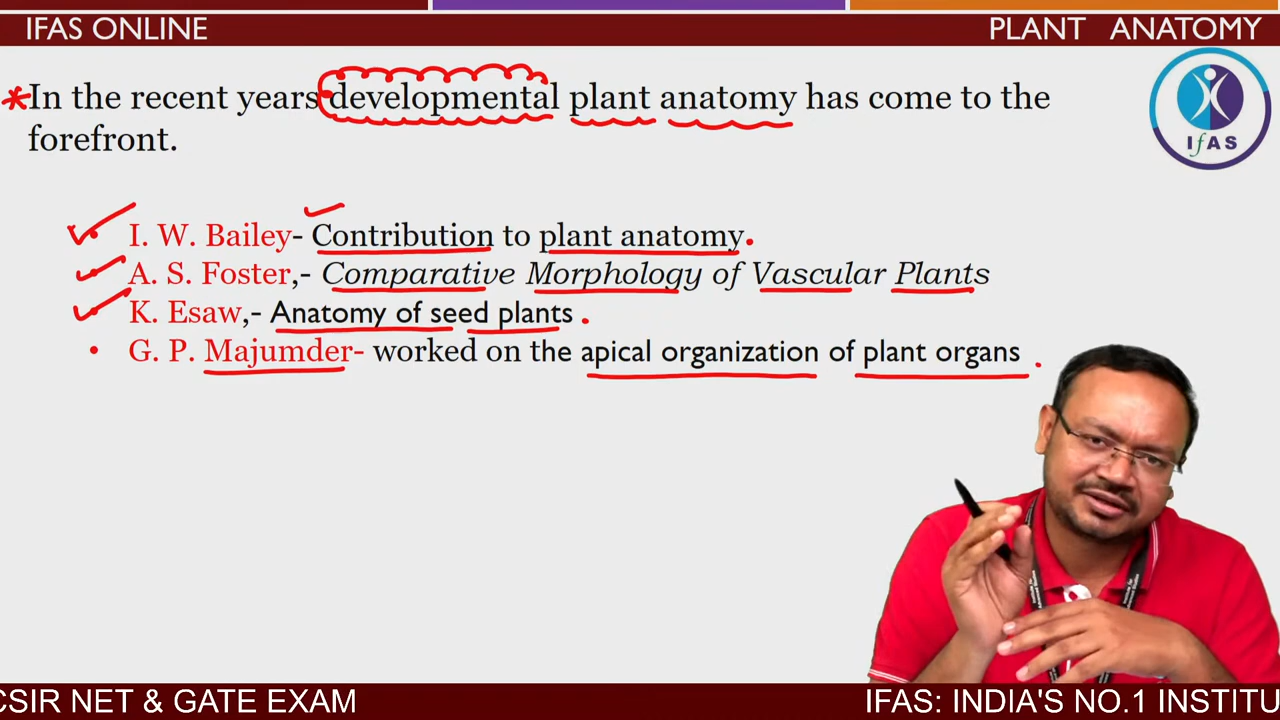 IFAS ONLINE
PLANT ANATOMY
*In the recent years developmental plant anatomy has come to the
forefront.
IfAS
• I. W. Bailey- Contribution to plant anatomy.
• A. S. Foster,- Comparative Morphology of Vascular Plants
• K. Esaw,- Anatomy of seed plants.
• G. P. Majumder- worked on the apical organization of plant organs.
CSIR NET & GATE EXAM
IFAS: INDIA'S NO.1 INSTITU